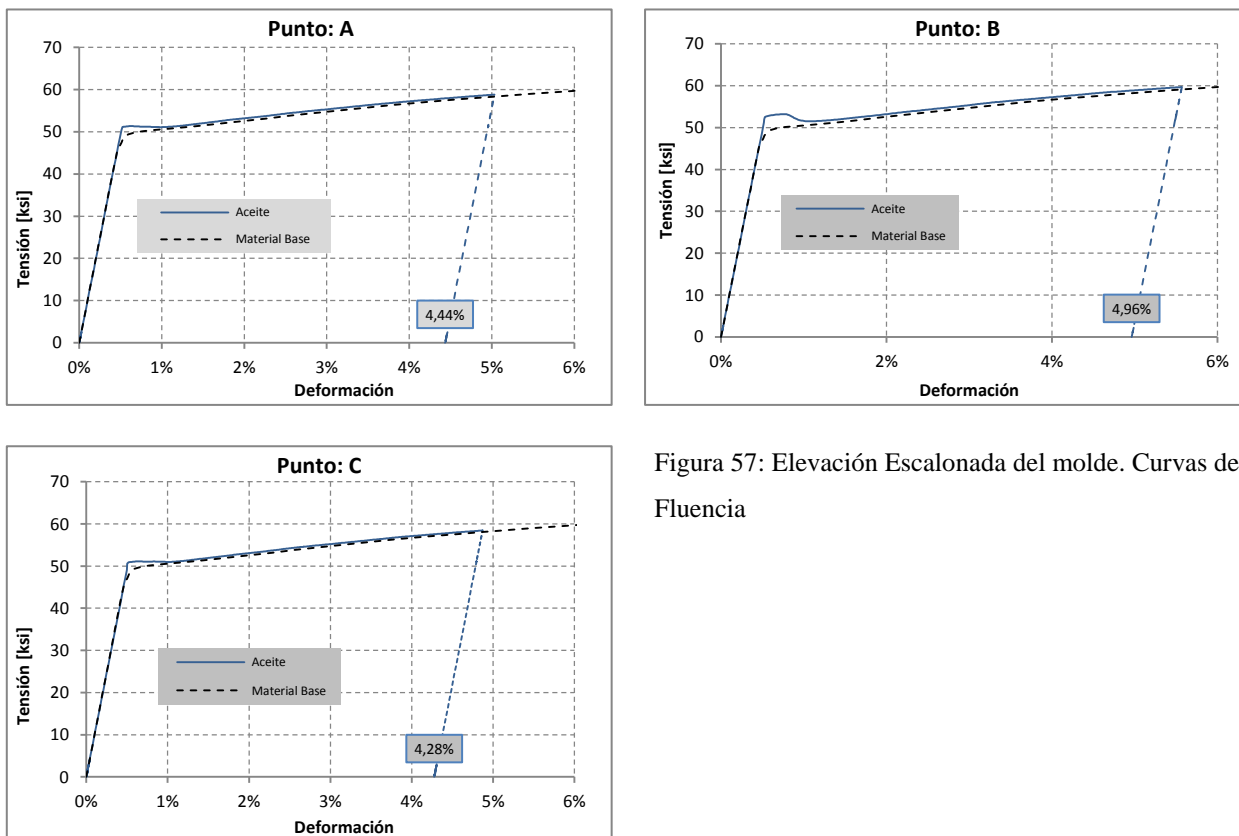 Punto: A
70
60
50
40
30
20
10
0
Tensión [ksi]
Aceite
Material Base
4,44%
0% 1% 2% 3% 4% 5% 6%
Deformación
Punto: B
70
60
50
40
30
20
10
0
Tensión [ksi]
Aceite
Material Base
4,96%
0% 2% 4% 6%
Deformación
Punto: C
70
60
50
40
30
20
10
0
Tensión [ksi]
Aceite
Material Base
4,28%
0% 1% 2% 3% 4% 5% 6%
Deformación
Figura 57: Elevación Escalonada del molde. Curvas de
Fluencia